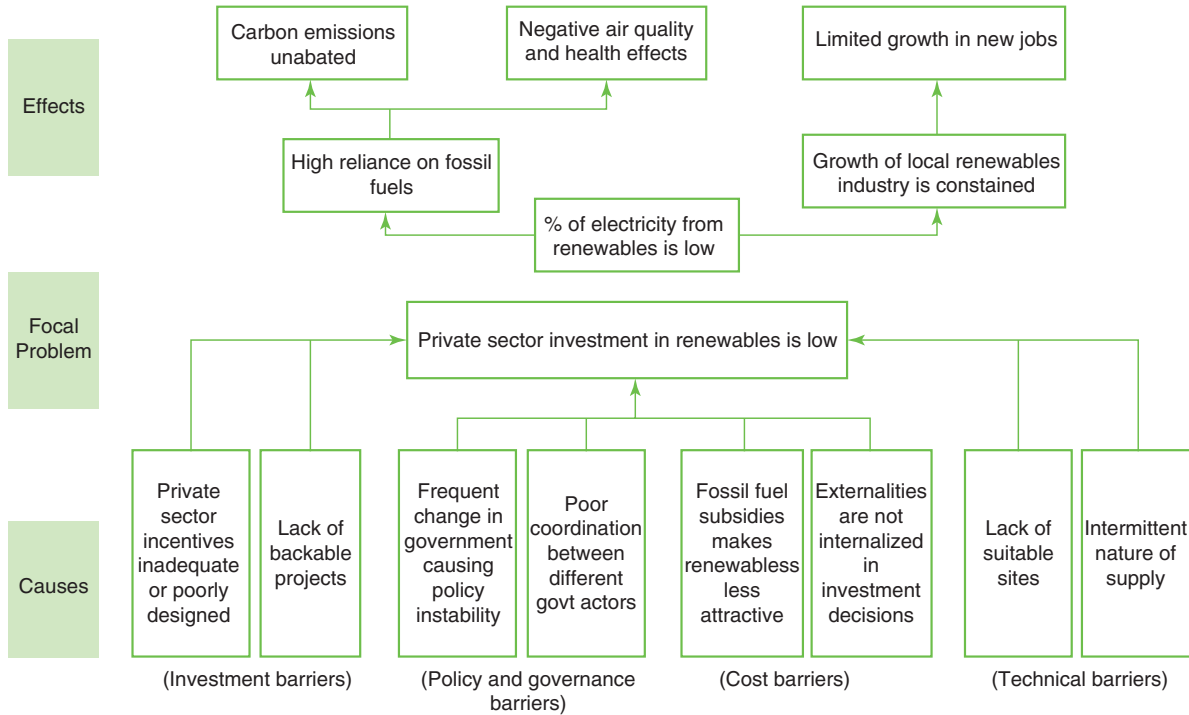 Effects
Carbon emissions
unabated
Negative air quality
and health effects
Limited growth in new jobs
High reliance on fossil
fuels
Growth of local renewables
industry is constained
% of electricity from
renewables is low
Focal
Problem
Private sector investment in renewables is low
Causes
Private
sector
incentives
inadequate
or poorly
designed
Lack of
backable
projects
Frequent
change in
government
causing
policy
instability
Poor
coordination
between
different
govt actors
Fossil fuel
subsidies
makes
renewabless
less
attractive
Externalities
are not
internalized
in
investment
decisions
Lack of
suitable
sites
Intermittent
nature of
supply
(Investment barriers)
(Policy and governance
barriers)
(Cost barriers)
(Technical barriers)